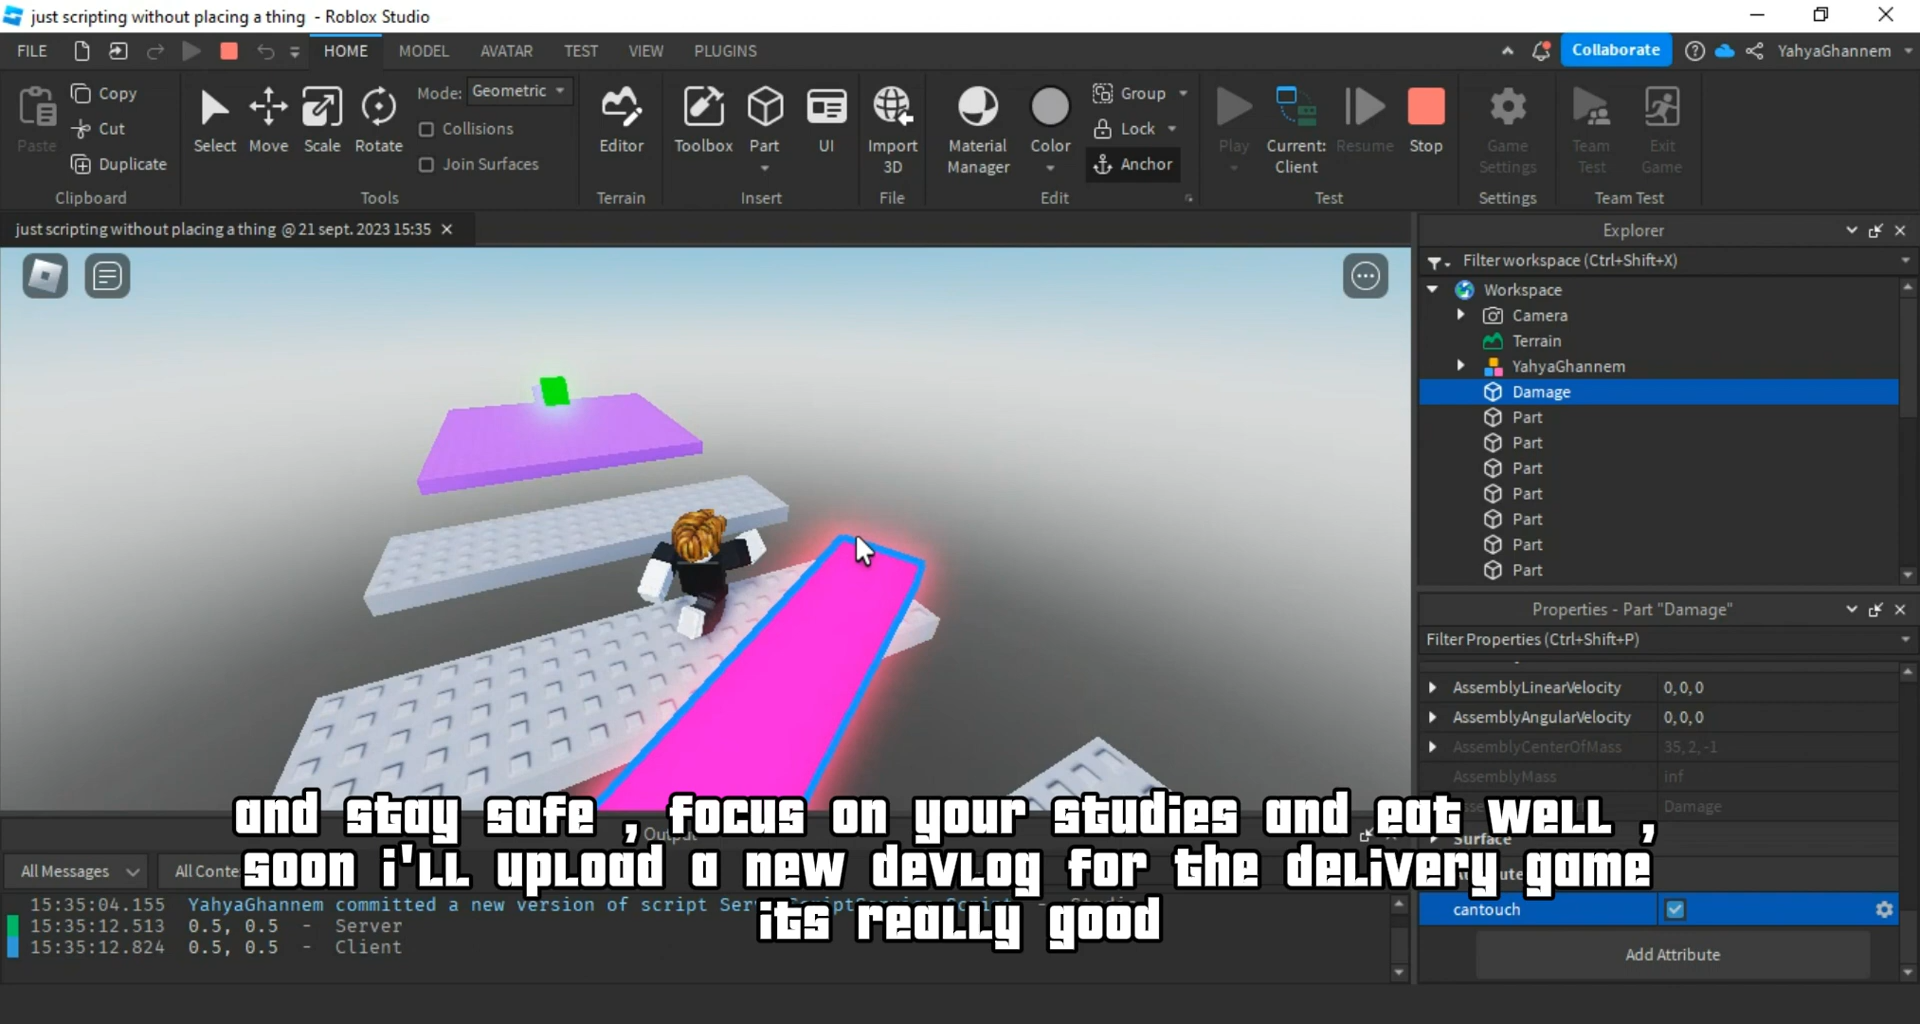 just scripting without placing a thing - Roblox Studio
FILE HOME MODEL AVATAR TEST VIEW PLUGINS Collaborate YahyaGhannem
Paste Copy Cut Duplicate
Clipboard
Select Move Scale Rotate
Mode: Geometric
Collisions
Join Surfaces
Tools
Editor
Terrain
Toolbox Part UI
Insert
Import 3D
File
Material Manager Color
Group
Lock
Anchor
Edit
Play Current: Client Resume Stop
Test
Game Settings
Settings
Team Test Exit Game
Team Test
just scripting without placing a thing @ 21 sept. 2023 15:35
Explorer
Filter workspace (Ctrl+Shift+X)
Workspace
Camera
Terrain
YahyaGhannem
Damage
Part
Part
Part
Part
Part
Part
Part
Properties - Part "Damage"
Filter Properties (Ctrl+Shift+P)
AssemblyLinearVelocity 0, 0, 0
AssemblyAngularVelocity 0, 0, 0
AssemblyCenterOfMass 35, 2, -1
AssemblyMass inf
Damage
Surface
cantouch
Add Attribute
and stay safe , focus on your studies and eat well ,
soon i'll upload a new devlog for the delivery game
its really good
Output
All Messages
15:35:04.155 YahyaGhannem committed a new version of script
15:35:12.513 0.5, 0.5 - Server
15:35:12.824 0.5, 0.5 - Client